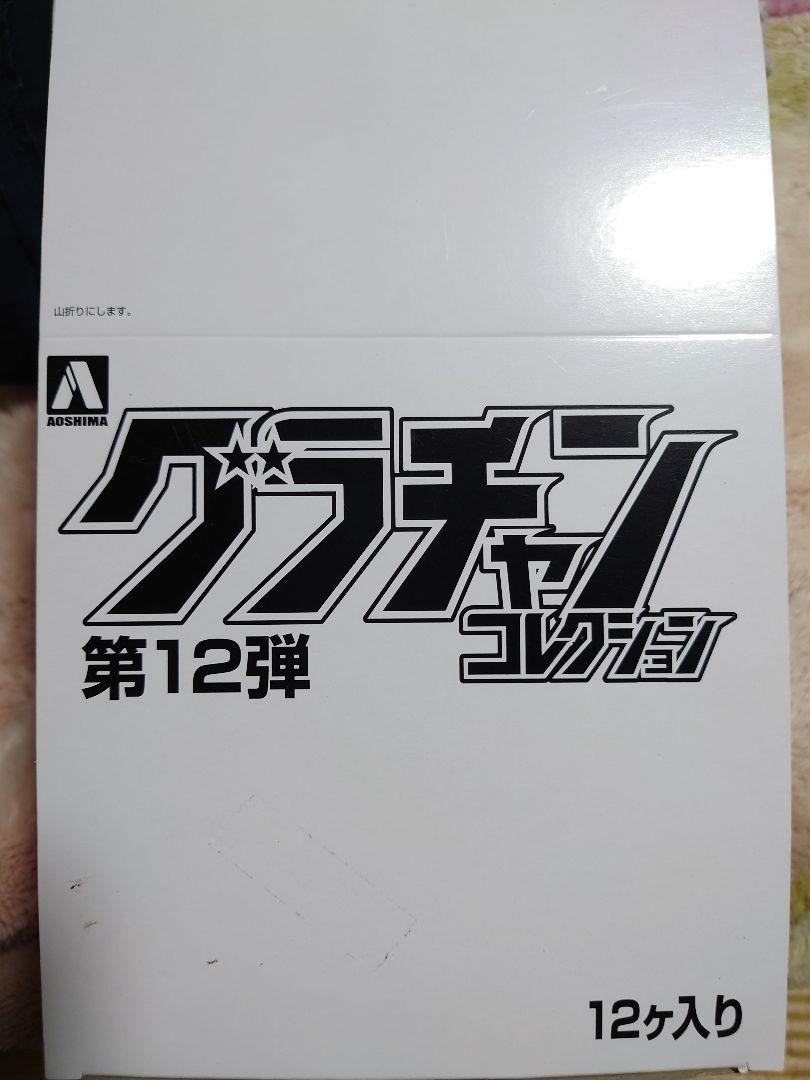 山折りにします。
AOSHIMA
グラチャン
コレクション
第12弾
12ヶ入り